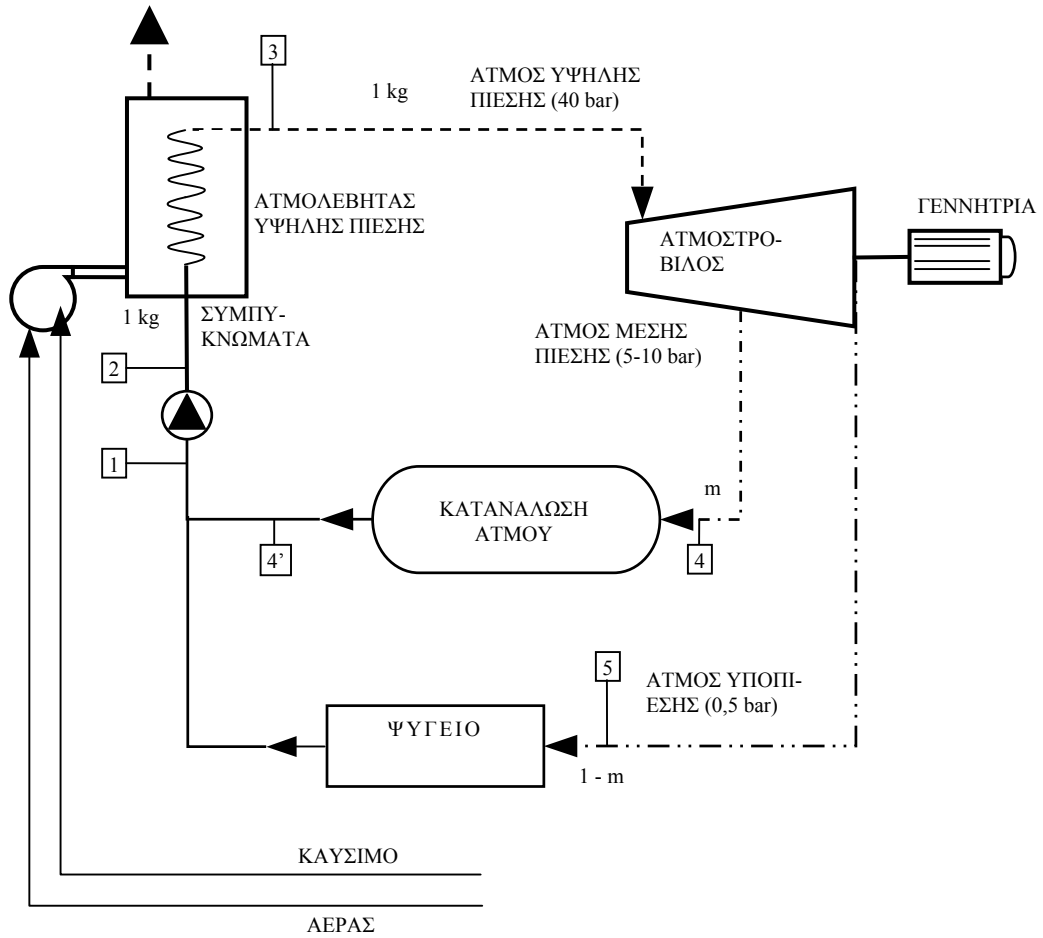 3
1 kg
ΑΤΜΟΣ ΥΨΗΛΗΣ
ΠΙΕΣΗΣ (40 bar)
ΑΤΜΟΛΕΒΗΤΑΣ
ΥΨΗΛΗΣ ΠΙΕΣΗΣ
ΓΕΝΝΗΤΡΙΑ
ΑΤΜΟΣΤΡΟ-
ΒΙΛΟΣ
1 kg
ΣΥΜΠΥ-
ΚΝΩΜΑΤΑ
ΑΤΜΟΣ ΜΕΣΗΣ
ΠΙΕΣΗΣ (5-10 bar)
2
1
m
ΚΑΤΑΝΑΛΩΣΗ
ΑΤΜΟΥ
4’
4
5
ΑΤΜΟΣ ΥΠΟΠΙ-
ΕΣΗΣ (0,5 bar)
ΨΥΓΕΙΟ
1 - m
ΚΑΥΣΙΜΟ
ΑΕΡΑΣ